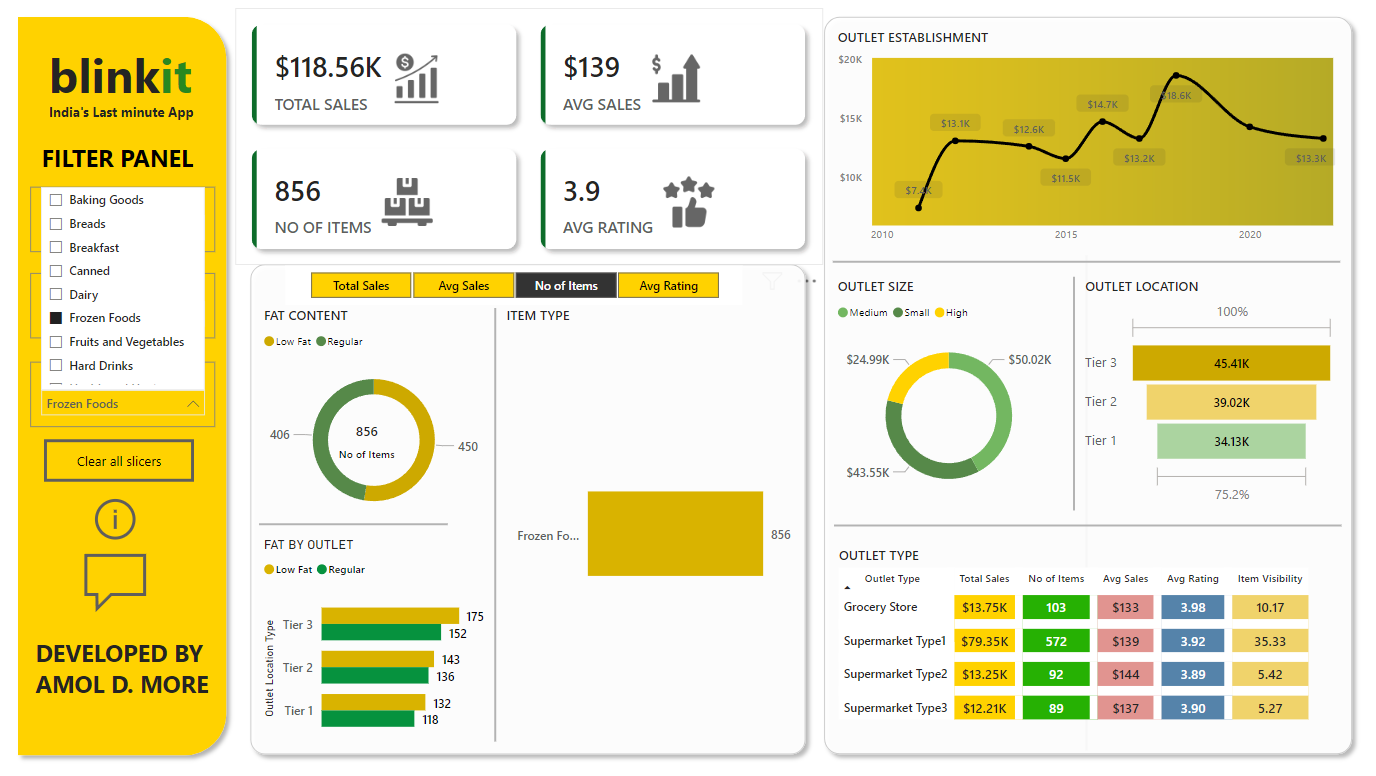 blinkit
India's Last minute App
FILTER PANEL
Baking Goods
Breads
Breakfast
Canned
Dairy
Frozen Foods
Fruits and Vegetables
Hard Drinks
Frozen Foods
Clear all slicers
i
DEVELOPED BY
AMOL D. MORE
$118.56K
TOTAL SALES
$
$139
AVG SALES
$
856
NO OF ITEMS
3.9
AVG RATING
Total Sales Avg Sales No of Items Avg Rating
FAT CONTENT
Low Fat Regular
406
856
No of Items
450
FAT BY OUTLET
Low Fat Regular
Outlet Location Type
Tier 3 175
152
Tier 2 143
136
Tier 1 132
118
ITEM TYPE
Frozen Fo... 856
OUTLET ESTABLISHMENT
$20K
$15K
$10K
$7.4K
$13.1K
$12.6K
$11.5K
$14.7K
$13.2K
$18.6K
$13.3K
2010 2015 2020
OUTLET SIZE
Medium Small High
$24.99K
$50.02K
$43.55K
OUTLET LOCATION
100%
Tier 3 45.41K
Tier 2 39.02K
Tier 1 34.13K
75.2%
OUTLET TYPE
Outlet Type Total Sales No of Items Avg Sales Avg Rating Item Visibility
Grocery Store $13.75K 103 $133 3.98 10.17
Supermarket Type1 $79.35K 572 $139 3.92 35.33
Supermarket Type2 $13.25K 92 $144 3.89 5.42
Supermarket Type3 $12.21K 89 $137 3.90 5.27